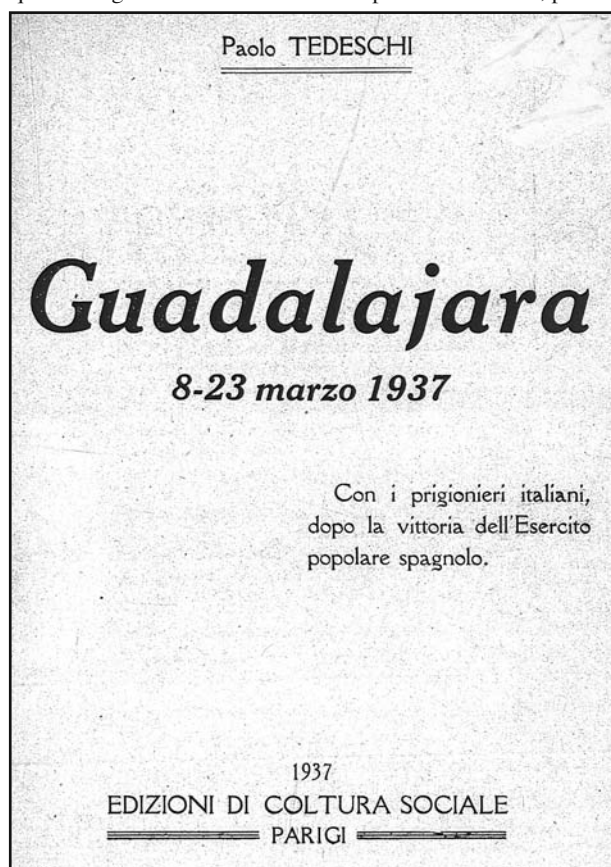 Paolo TEDESCHI
Guadalajara
8-23 marzo 1937
Con i prigionieri italiani,
dopo la vittoria dell'Esercito
popolare spagnolo.
1937
EDIZIONI DI COLTURA SOCIALE
PARIGI